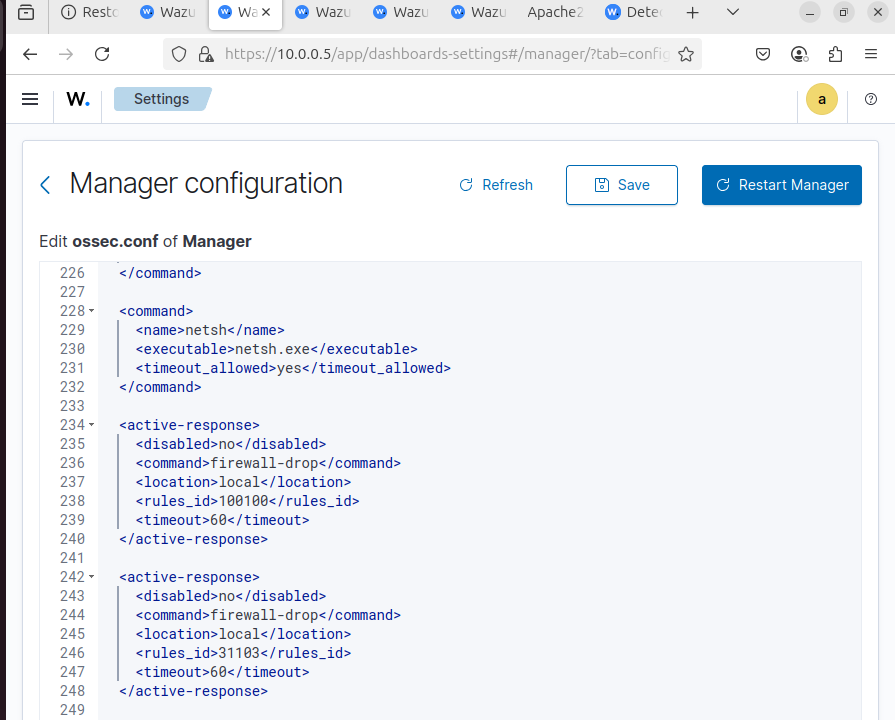 Resto
Wazu
Wa
Wazu
Wazu
Wazu
Apache2
Detec
https://10.0.0.5/app/dashboards-settings#/manager/?tab=config
W.
Settings
a
Manager configuration
Refresh
Save
Restart Manager
Edit ossec.conf of Manager
226 </command>
227
228 <command>
229 <name>netsh</name>
230 <executable>netsh.exe</executable>
231 <timeout_allowed>yes</timeout_allowed>
232 </command>
233
234 <active-response>
235 <disabled>no</disabled>
236 <command>firewall-drop</command>
237 <location>local</location>
238 <rules_id>100100</rules_id>
239 <timeout>60</timeout>
240 </active-response>
241
242 <active-response>
243 <disabled>no</disabled>
244 <command>firewall-drop</command>
245 <location>local</location>
246 <rules_id>31103</rules_id>
247 <timeout>60</timeout>
248 </active-response>
249